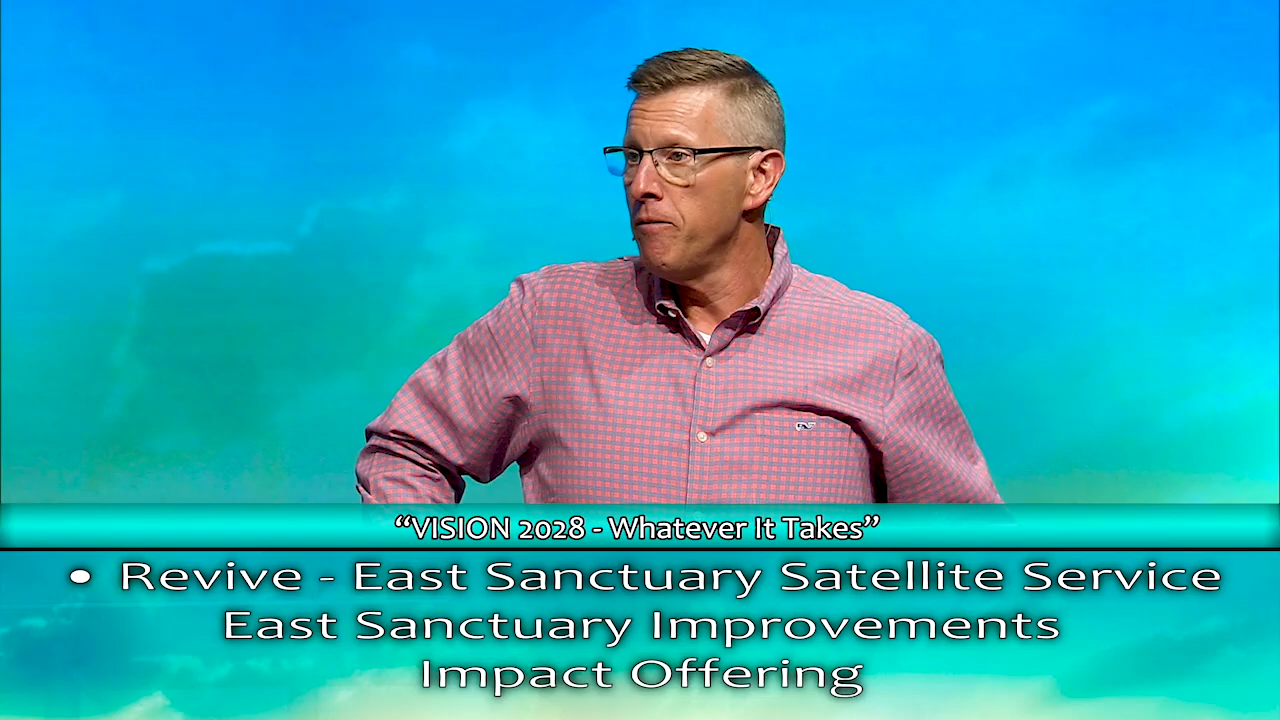 “VISION 2028 - Whatever It Takes”
• Revive - East Sanctuary Satellite Service
East Sanctuary Improvements
Impact Offering